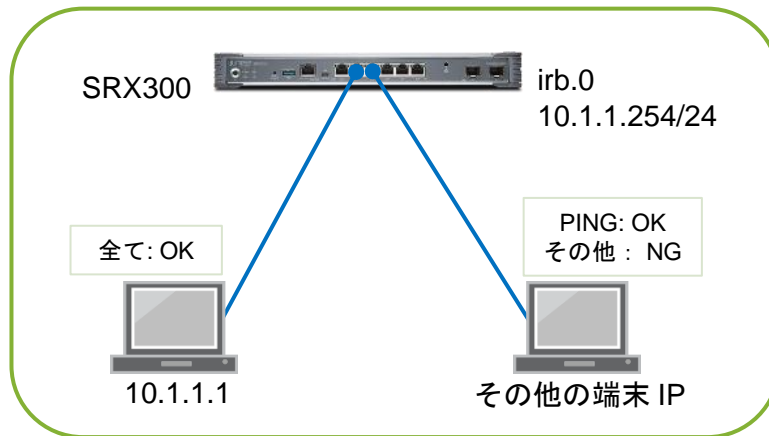 SRX300
irb.0
10.1.1.254/24
全て: OK
PING: OK
その他： NG
10.1.1.1
その他の端末 IP